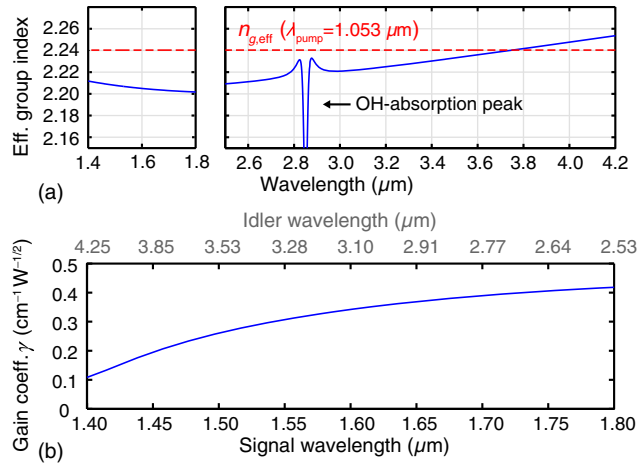 Eff. group index
2.28
2.26
2.24
2.22
2.20
2.18
2.16
n_g,eff (λ_pump=1.053 µm)
OH-absorption peak
1.4 1.6 1.8 2.6 2.8 3.0 3.2 3.4 3.6 3.8 4.0 4.2
(a)
Wavelength (µm)
Idler wavelength (µm)
4.25 3.85 3.53 3.28 3.10 2.91 2.77 2.64 2.53
Gain coeff. γ (cm⁻¹ W⁻¹/²)
0.5
0.4
0.3
0.2
0.1
0
1.40 1.45 1.50 1.55 1.60 1.65 1.70 1.75 1.80
(b)
Signal wavelength (µm)